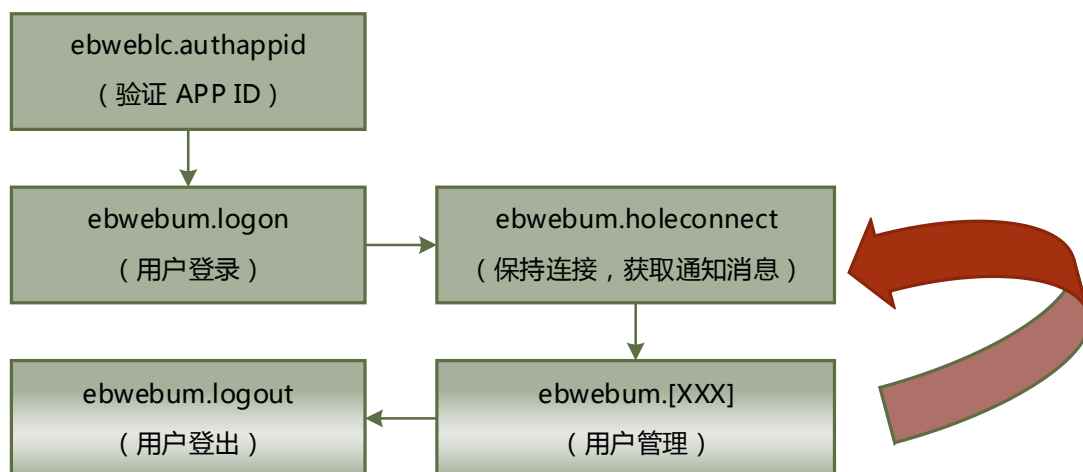 ebweblc.authappid
（验证 APP ID）
ebwebum.logon
（用户登录）
ebwebum.holeconnect
（保持连接，获取通知消息）
ebwebum.logout
（用户登出）
ebwebum.[XXX]
（用户管理）